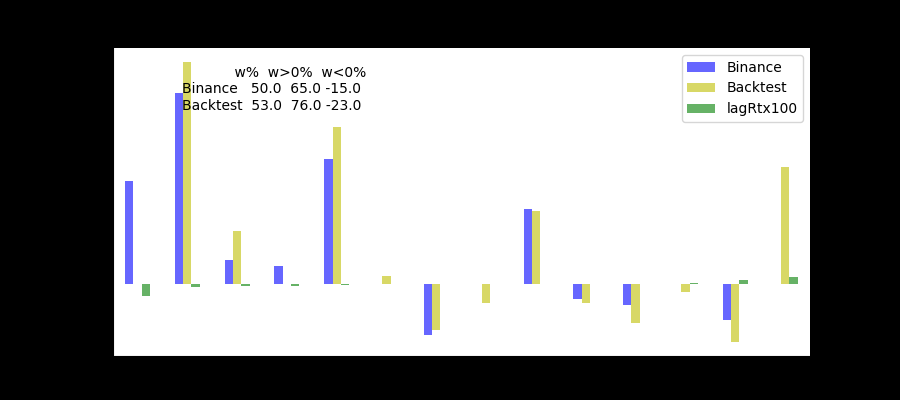 w%  w>0%  w<0%
Binance   50.0  65.0 -15.0
Backtest  53.0  76.0 -23.0
Binance
Backtest
lagRtx100